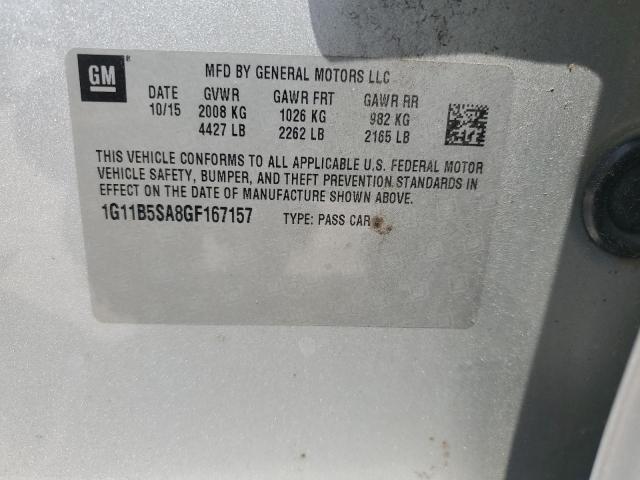 GM
MFD BY GENERAL MOTORS LLC
DATE GVWR GAWR FRT GAWR RR
10/15 2008 KG 1026 KG 982 KG
4427 LB 2262 LB 2165 LB
THIS VEHICLE CONFORMS TO ALL APPLICABLE U.S. FEDERAL MOTOR
VEHICLE SAFETY, BUMPER, AND THEFT PREVENTION STANDARDS IN
EFFECT ON THE DATE OF MANUFACTURE SHOWN ABOVE.
1G11B5SA8GF167157 TYPE: PASS CAR